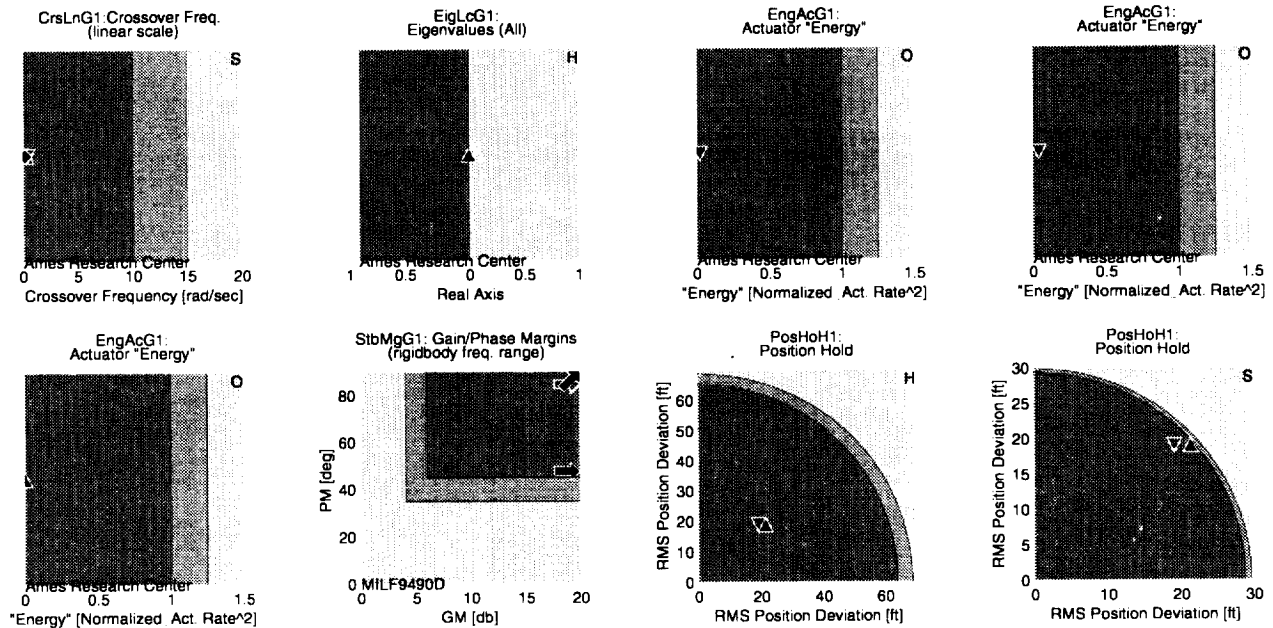 CrsLnG1:Crossover Freq.
(linear scale)
S
Ames Research Center
0 5 10 15 20
Crossover Frequency [rad/sec]
EigLcG1:
Eigenvalues (All)
H
Ames Research Center
1 0.5 0 0.5 1
Real Axis
EngAcG1:
Actuator "Energy"
O
Ames Research Center
0 0.5 1 1.5
"Energy" [Normalized Act. Rate^2]
EngAcG1:
Actuator "Energy"
O
Ames Research Center
0 0.5 1 1.5
"Energy" [Normalized Act. Rate^2]
EngAcG1:
Actuator "Energy"
O
Ames Research Center
0 0.5 1 1.5
"Energy" [Normalized Act. Rate^2]
StbMgG1: Gain/Phase Margins
(rigidbody freq. range)
80
60
40
20
0
PM [deg]
MILF9490D
0 10 20
GM [db]
PosHoH1:
Position Hold
H
60
50
40
30
20
10
0
RMS Position Deviation [ft]
0 20 40 60
RMS Position Deviation [ft]
PosHoH1:
Position Hold
S
30
25
20
15
10
5
0
RMS Position Deviation [ft]
0 10 20 30
RMS Position Deviation [ft]